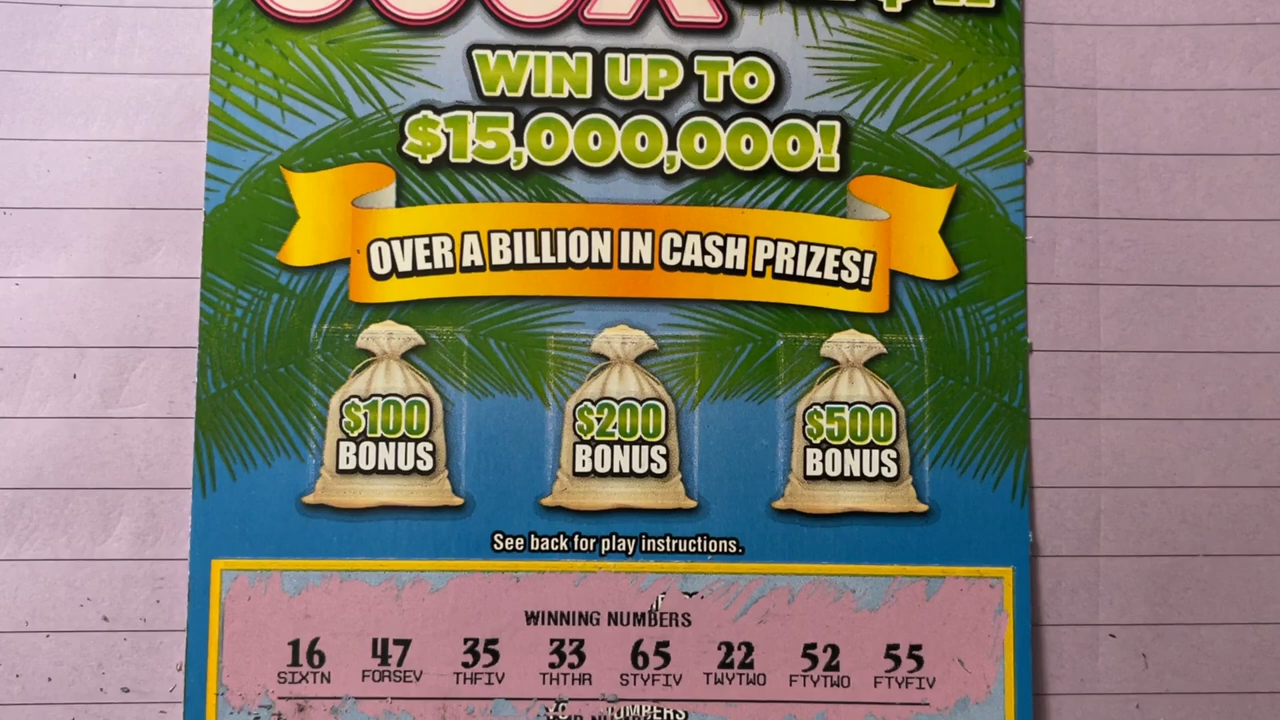 WIN UP TO
$15,000,000!
OVER A BILLION IN CASH PRIZES!
$100
BONUS
$200
BONUS
$500
BONUS
See back for play instructions.
WINNING NUMBERS
16 47 35 33 65 22 52 55
SIXTN FORSEV THFIV THTHR STYFIV TWYTWO FTYTWO FTYFIV